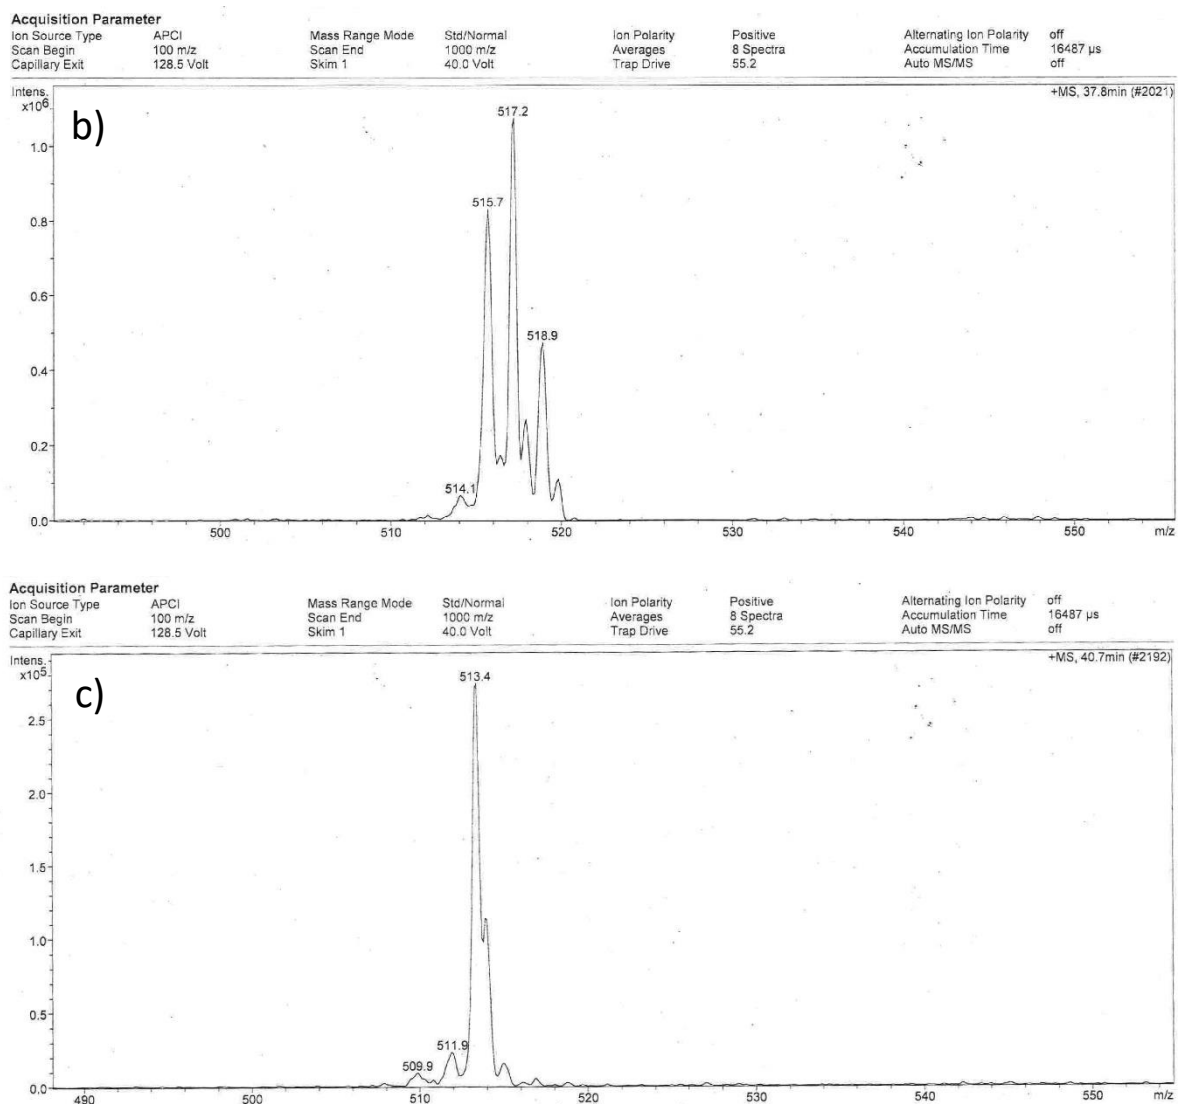 Acquisition Parameter
Ion Source Type APCI Mass Range Mode Std/Normal Ion Polarity Positive Alternating Ion Polarity off
Scan Begin 100 m/z Scan End 1000 m/z Averages 8 Spectra Accumulation Time 16487 µs
Capillary Exit 128.5 Volt Skim 1 40.0 Volt Trap Drive 55.2 Auto MS/MS off
Intens. +MS, 37.8min (#2021)
x10⁶
b)
517.2
1.0
515.7
0.8
0.6
518.9
0.4
0.2
514.1
0.0
500 510 520 530 540 550 m/z
Acquisition Parameter
Ion Source Type APCI Mass Range Mode Std/Normal Ion Polarity Positive Alternating Ion Polarity off
Scan Begin 100 m/z Scan End 1000 m/z Averages 8 Spectra Accumulation Time 16487 µs
Capillary Exit 128.5 Volt Skim 1 40.0 Volt Trap Drive 55.2 Auto MS/MS off
Intens. +MS, 40.7min (#2192)
x10⁵
c)
513.4
2.5
2.0
1.5
1.0
0.5
511.9
509.9
0.0
490 500 510 520 530 540 550 m/z